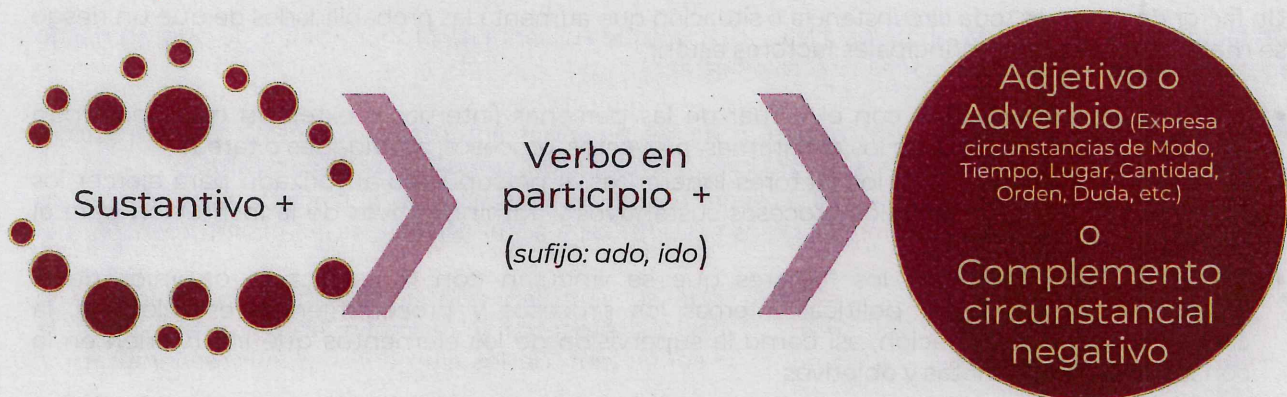 Sustantivo +
Verbo en
participio +
(sufijo: ado, ido)
Adjetivo o
Adverbio (Expresa
circunstancias de Modo,
Tiempo, Lugar, Cantidad,
Orden, Duda, etc.)
O
Complemento
circunstancial
negativo